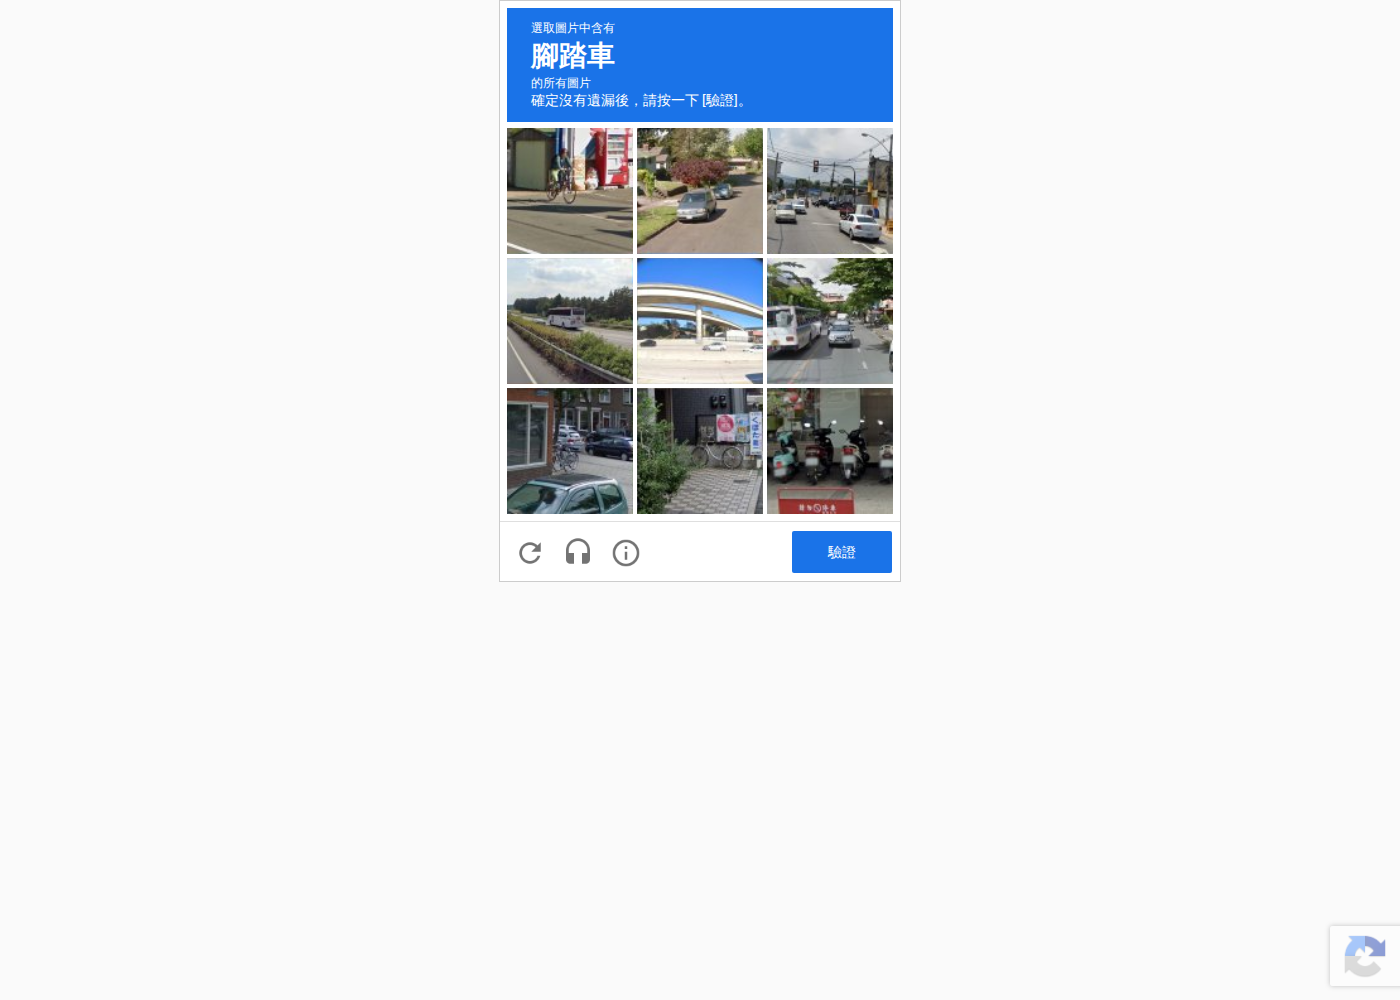 選取圖片中含有
腳踏車
的所有圖片
確定沒有遺漏後，請按一下 [驗證]。
驗證